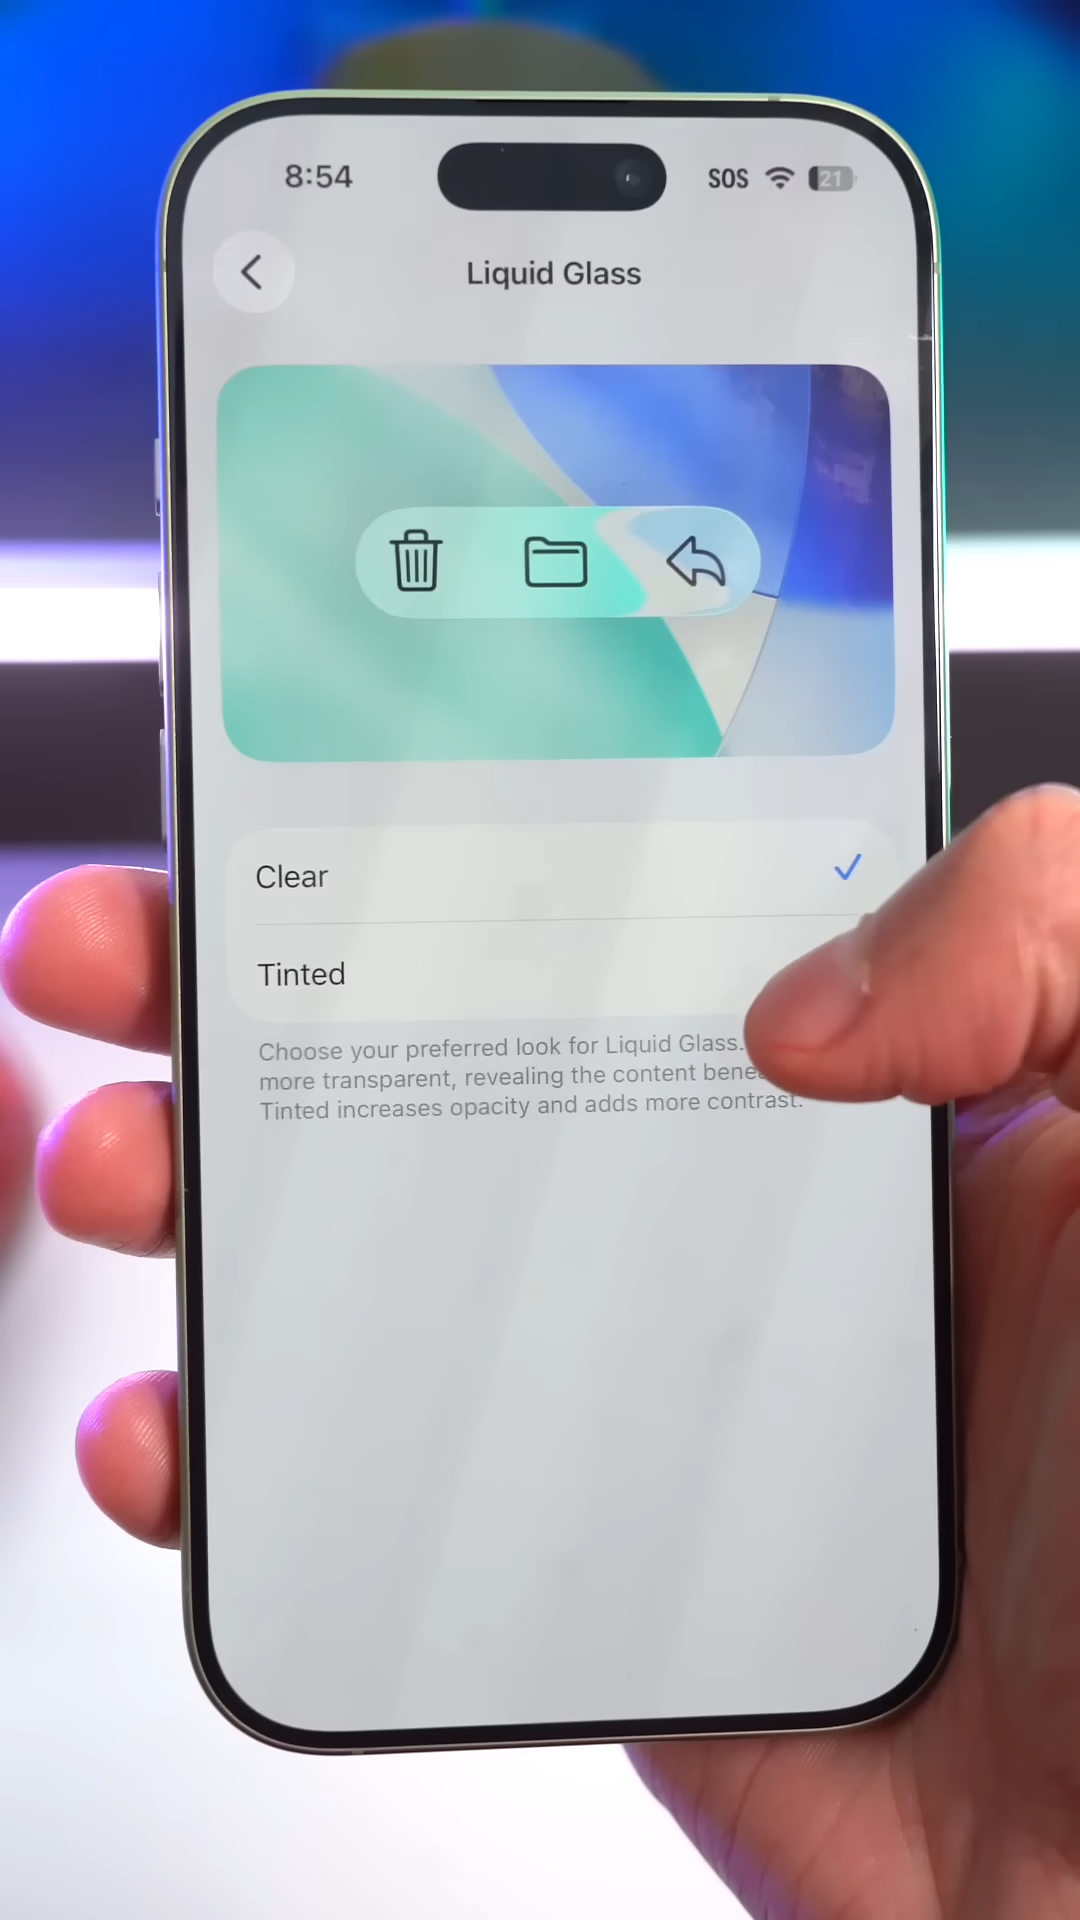 8:54
SOS
21
Liquid Glass
Clear
Tinted
Choose your preferred look for Liquid Glass.
more transparent, revealing the content
Tinted increases opacity and adds more contrast.